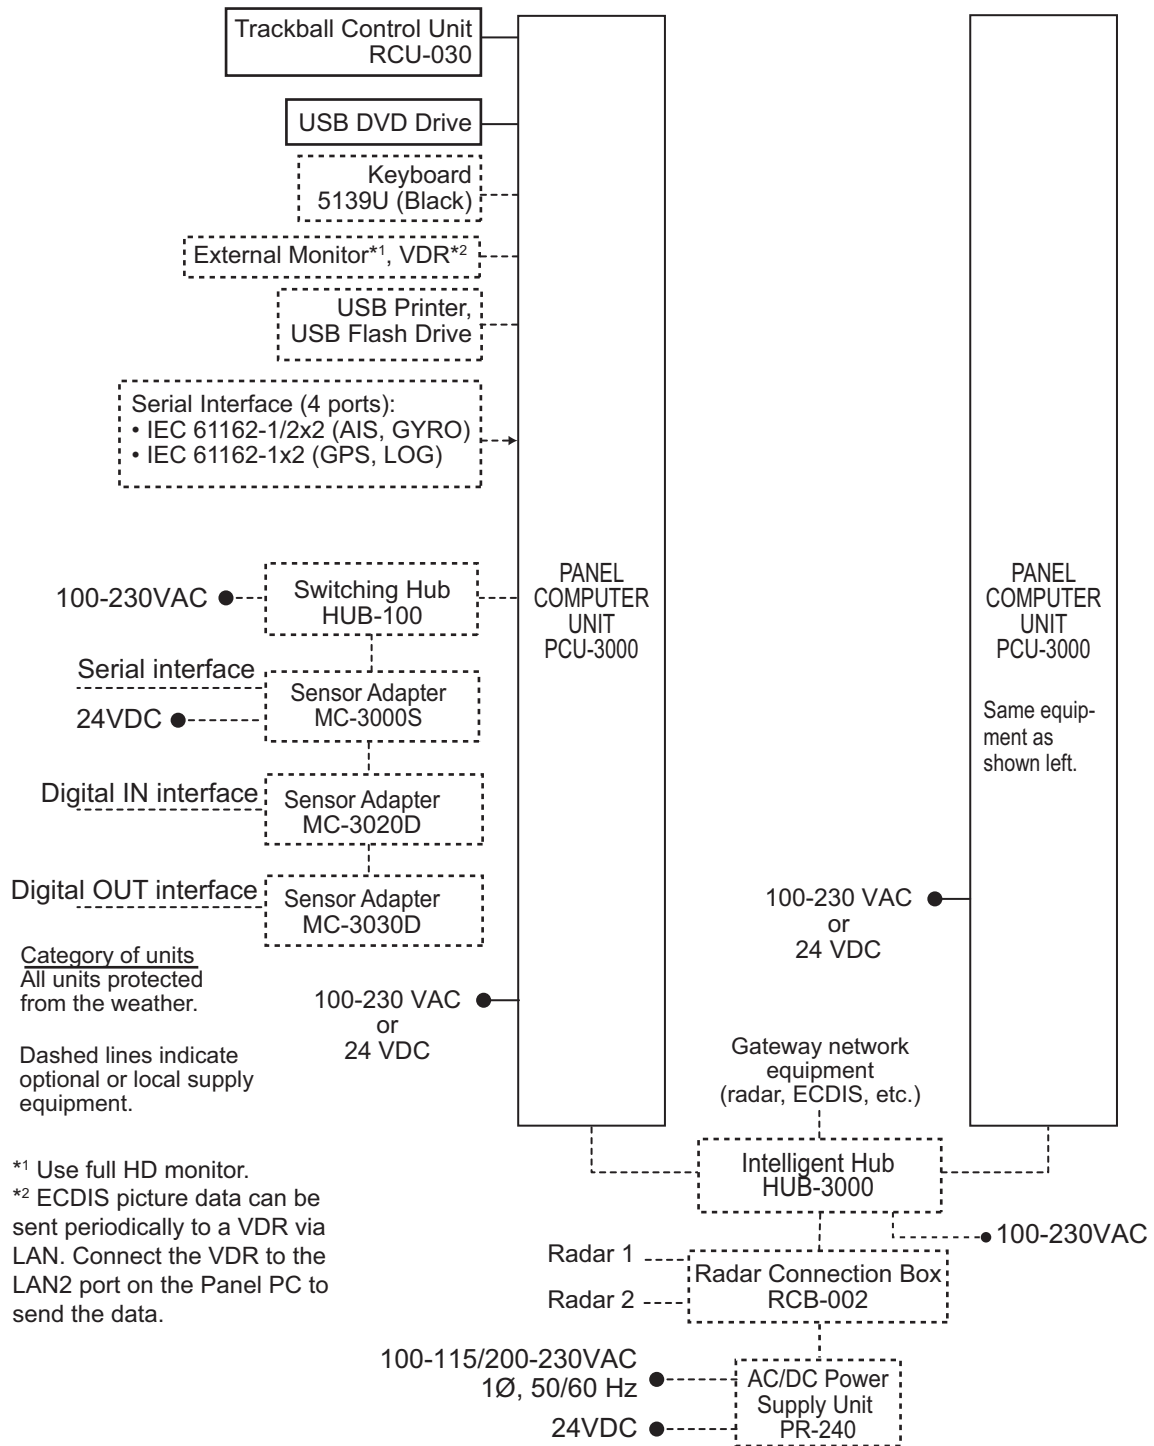 Trackball Control Unit
RCU-030
USB DVD Drive
Keyboard
5139U (Black)
External Monitor*1, VDR*2
USB Printer,
USB Flash Drive
Serial Interface (4 ports):
• IEC 61162-1/2x2 (AIS, GYRO)
• IEC 61162-1x2 (GPS, LOG)
100-230VAC
Switching Hub
HUB-100
Serial interface
24VDC
Sensor Adapter
MC-3000S
Digital IN interface
Sensor Adapter
MC-3020D
Digital OUT interface
Sensor Adapter
MC-3030D
PANEL
COMPUTER
UNIT
PCU-3000
PANEL
COMPUTER
UNIT
PCU-3000
Same equip-
ment as
shown left.
100-230 VAC
or
24 VDC
Category of units
All units protected
from the weather.
100-230 VAC
or
24 VDC
Dashed lines indicate
optional or local supply
equipment.
Gateway network
equipment
(radar, ECDIS, etc.)
*1 Use full HD monitor.
*2 ECDIS picture data can be
sent periodically to a VDR via
LAN. Connect the VDR to the
LAN2 port on the Panel PC to
send the data.
Intelligent Hub
HUB-3000
100-230VAC
Radar 1
Radar 2
Radar Connection Box
RCB-002
100-115/200-230VAC
1Ø, 50/60 Hz
24VDC
AC/DC Power
Supply Unit
PR-240